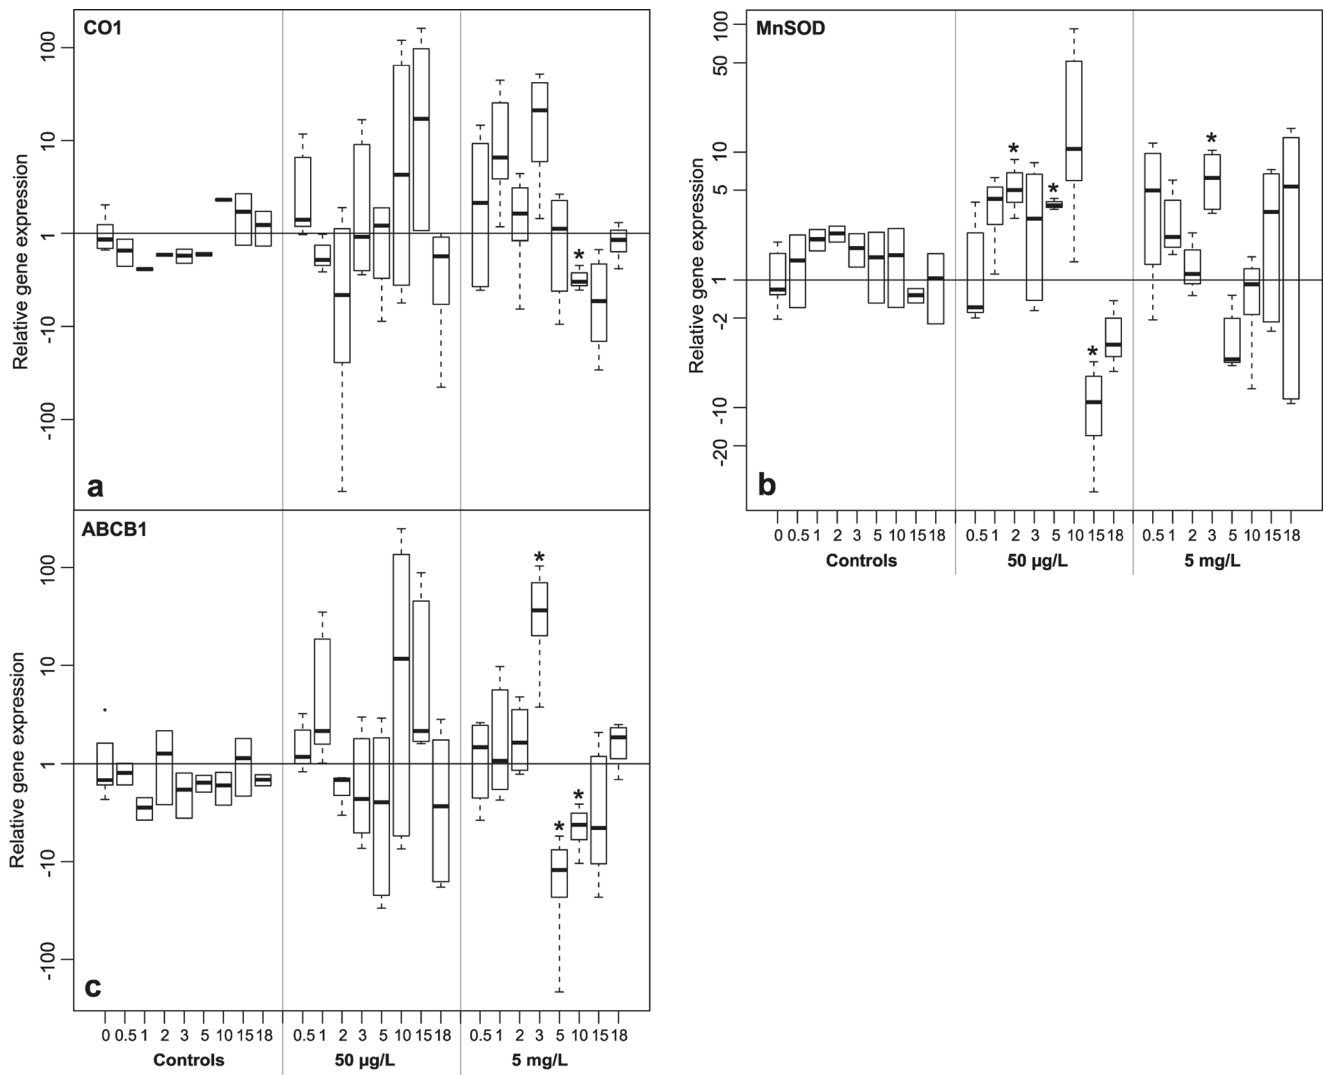 CO1
Relative gene expression
100
10
1
-10
-100
a
MnSOD
Relative gene expression
100
50
10
5
1
-2
-10
-20
* * * * *
b
0 0.5 1 2 3 5 10 15 18 0.5 1 2 3 5 10 15 18 0.5 1 2 3 5 10 15 18
Controls 50 µg/L 5 mg/L
ABCB1
Relative gene expression
100
10
1
-10
-100
* * *
c
0 0.5 1 2 3 5 10 15 18 0.5 1 2 3 5 10 15 18 0.5 1 2 3 5 10 15 18
Controls 50 µg/L 5 mg/L